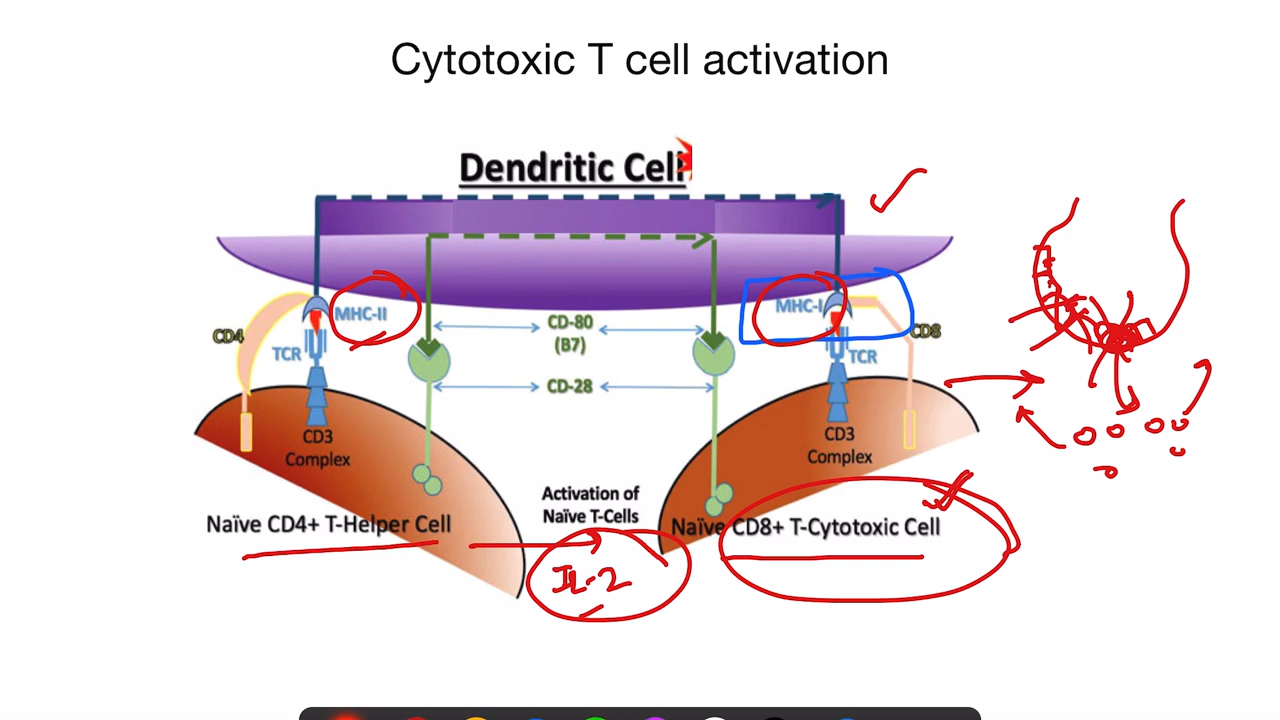 Cytotoxic T cell activation
Dendritic Cell
MHC-II
MHC-I
CD4
CD-80
(B7)
CD8
TCR
TCR
CD-28
CD3
Complex
CD3
Complex
Activation of
Naïve T-Cells
Naïve CD4+ T-Helper Cell
Naïve CD8+ T-Cytotoxic Cell
IL-2